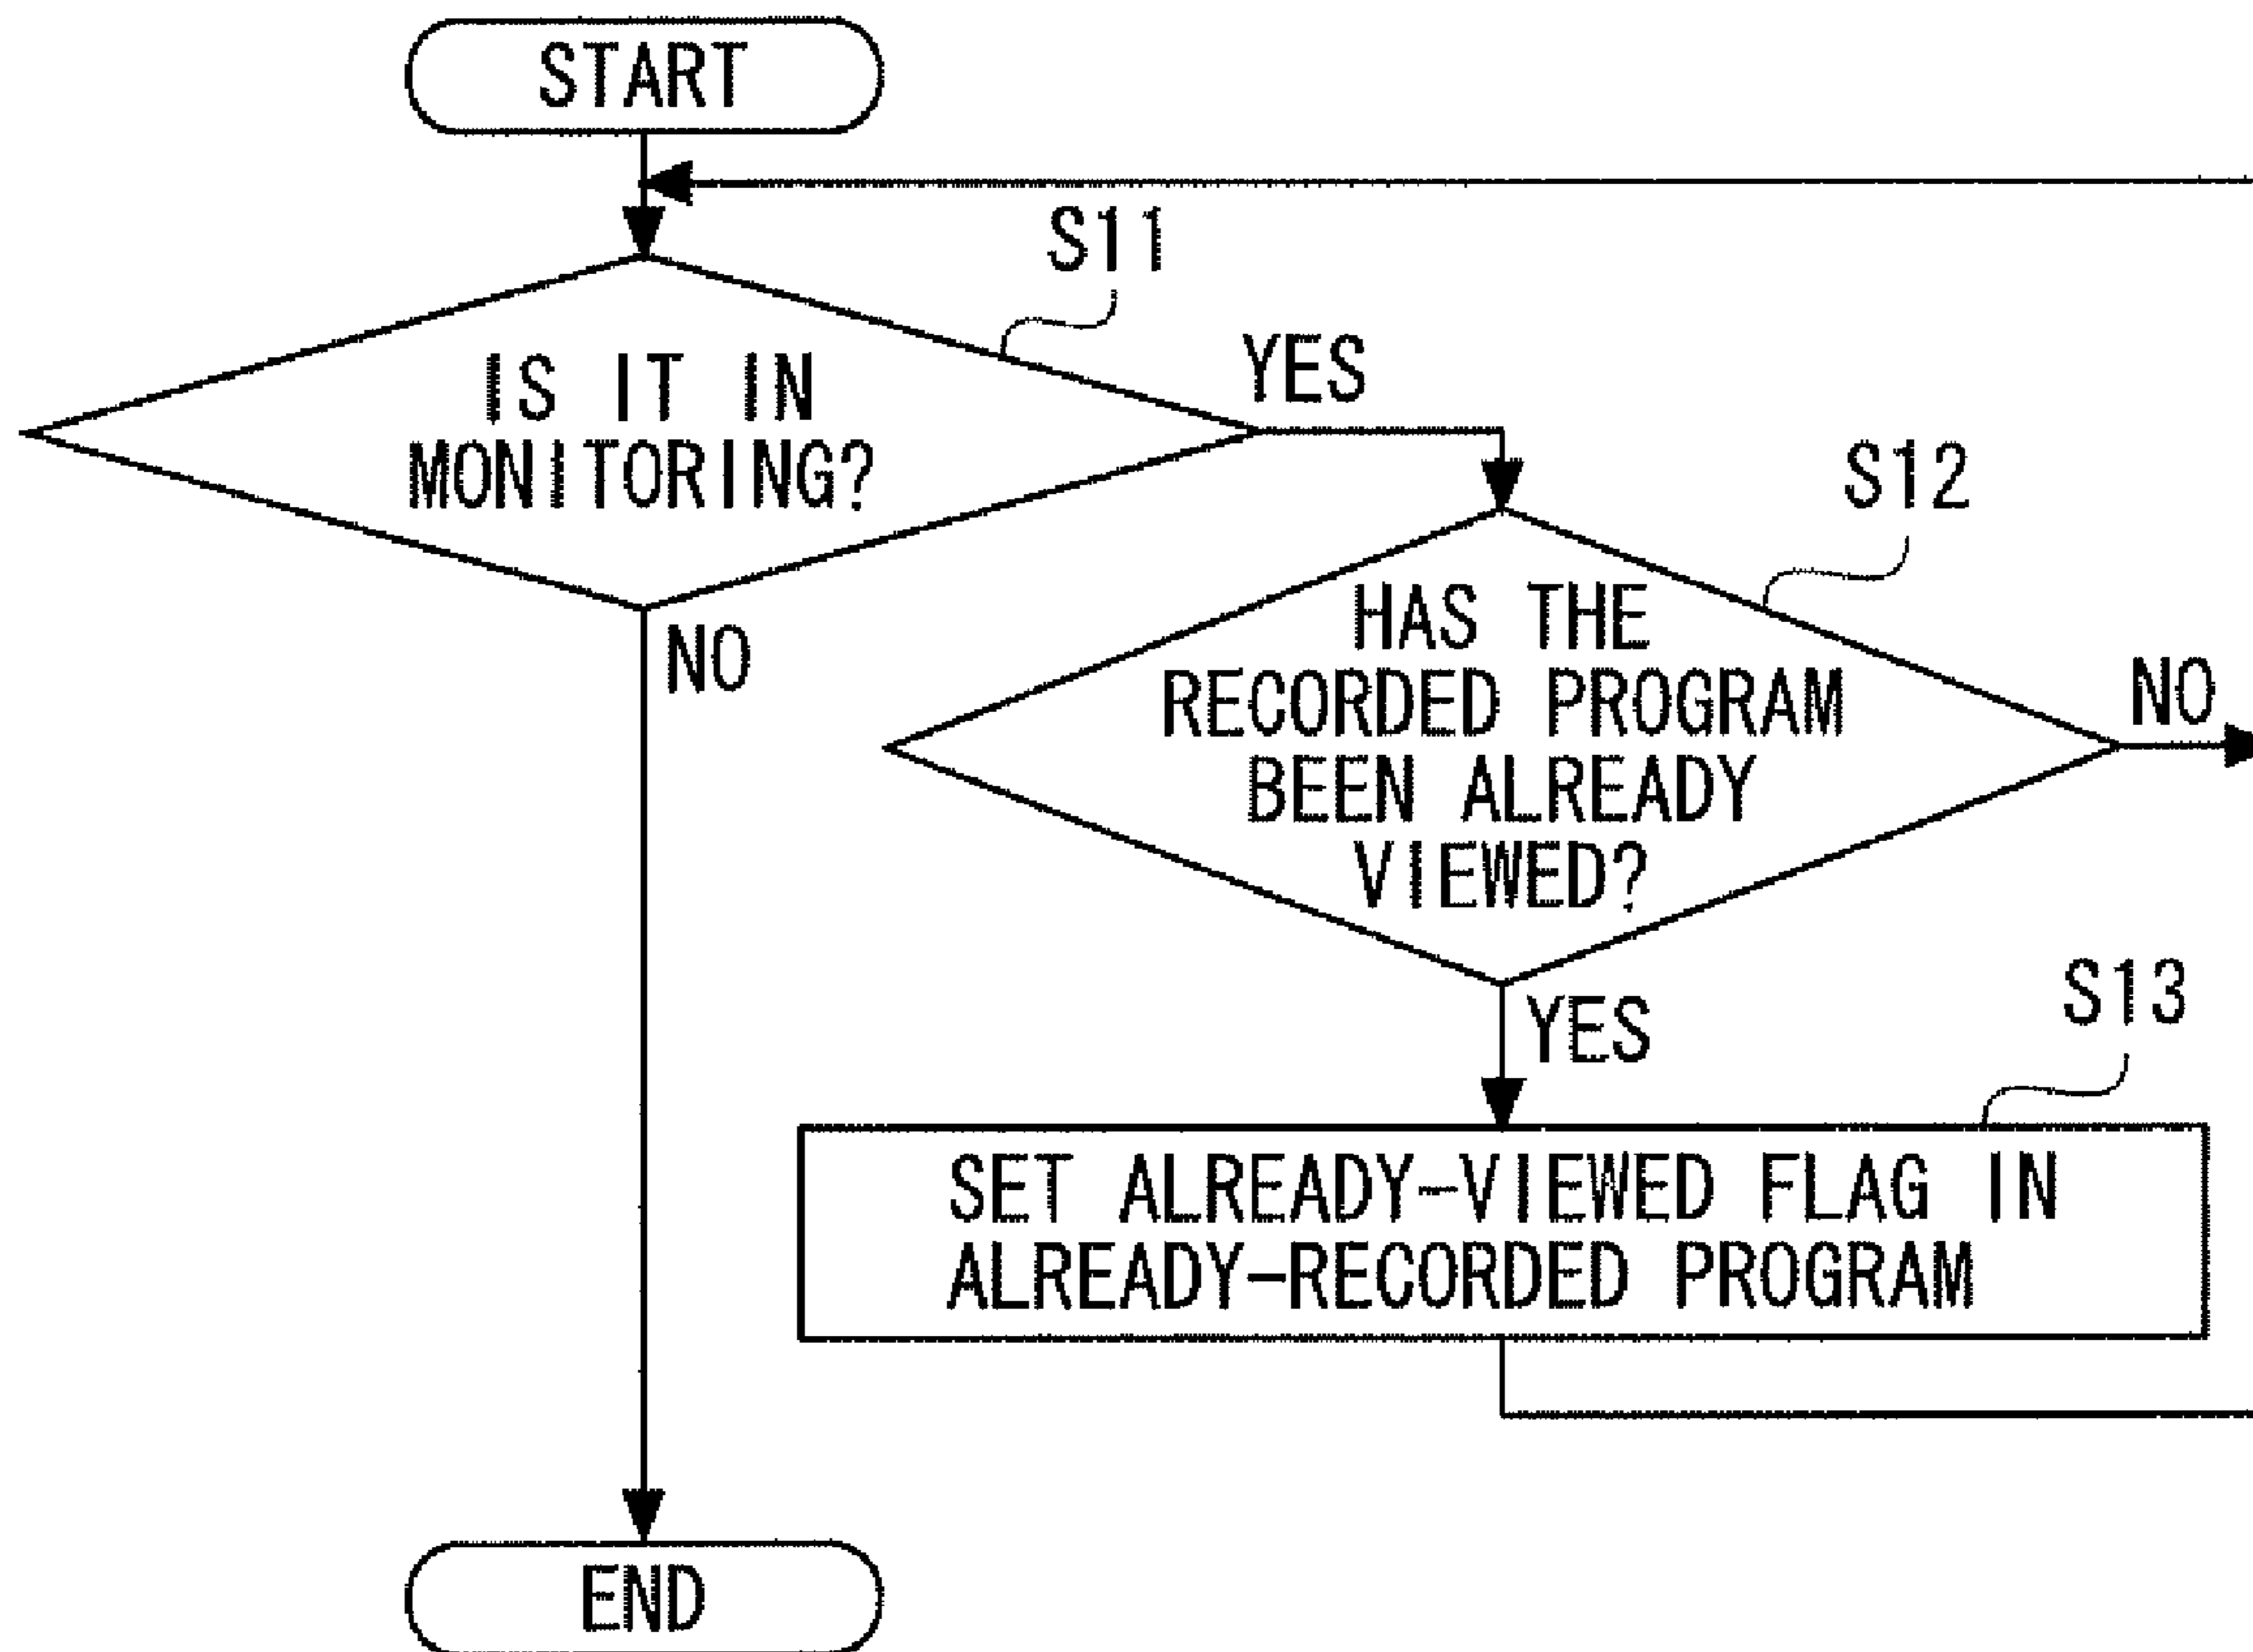 START
S11
IS IT IN
MONITORING?
YES
NO
S12
HAS THE
RECORDED PROGRAM
BEEN ALREADY
VIEWED?
NO
YES
S13
SET ALREADY-VIEWED FLAG IN
ALREADY-RECORDED PROGRAM
END